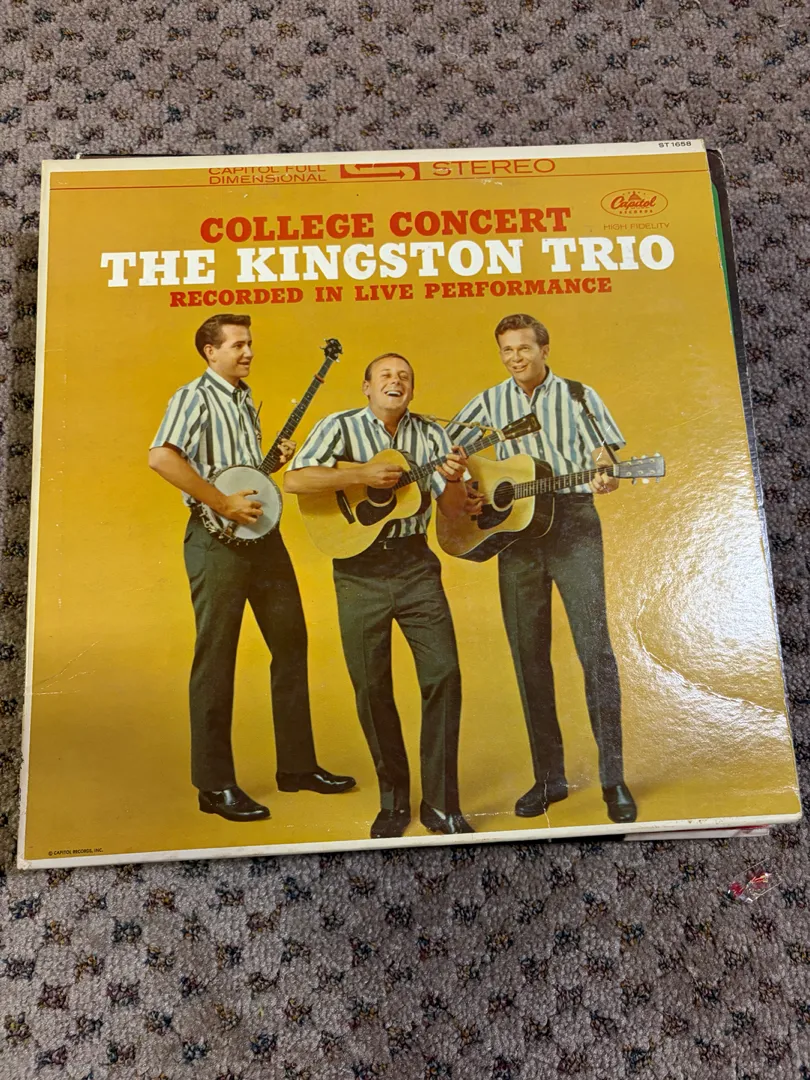 ST 1658
CAPITOL FULL
DIMENSIONAL
STEREO
Capitol
RECORDS
HIGH FIDELITY
COLLEGE CONCERT
THE KINGSTON TRIO
RECORDED IN LIVE PERFORMANCE
© CAPITOL RECORDS, INC.